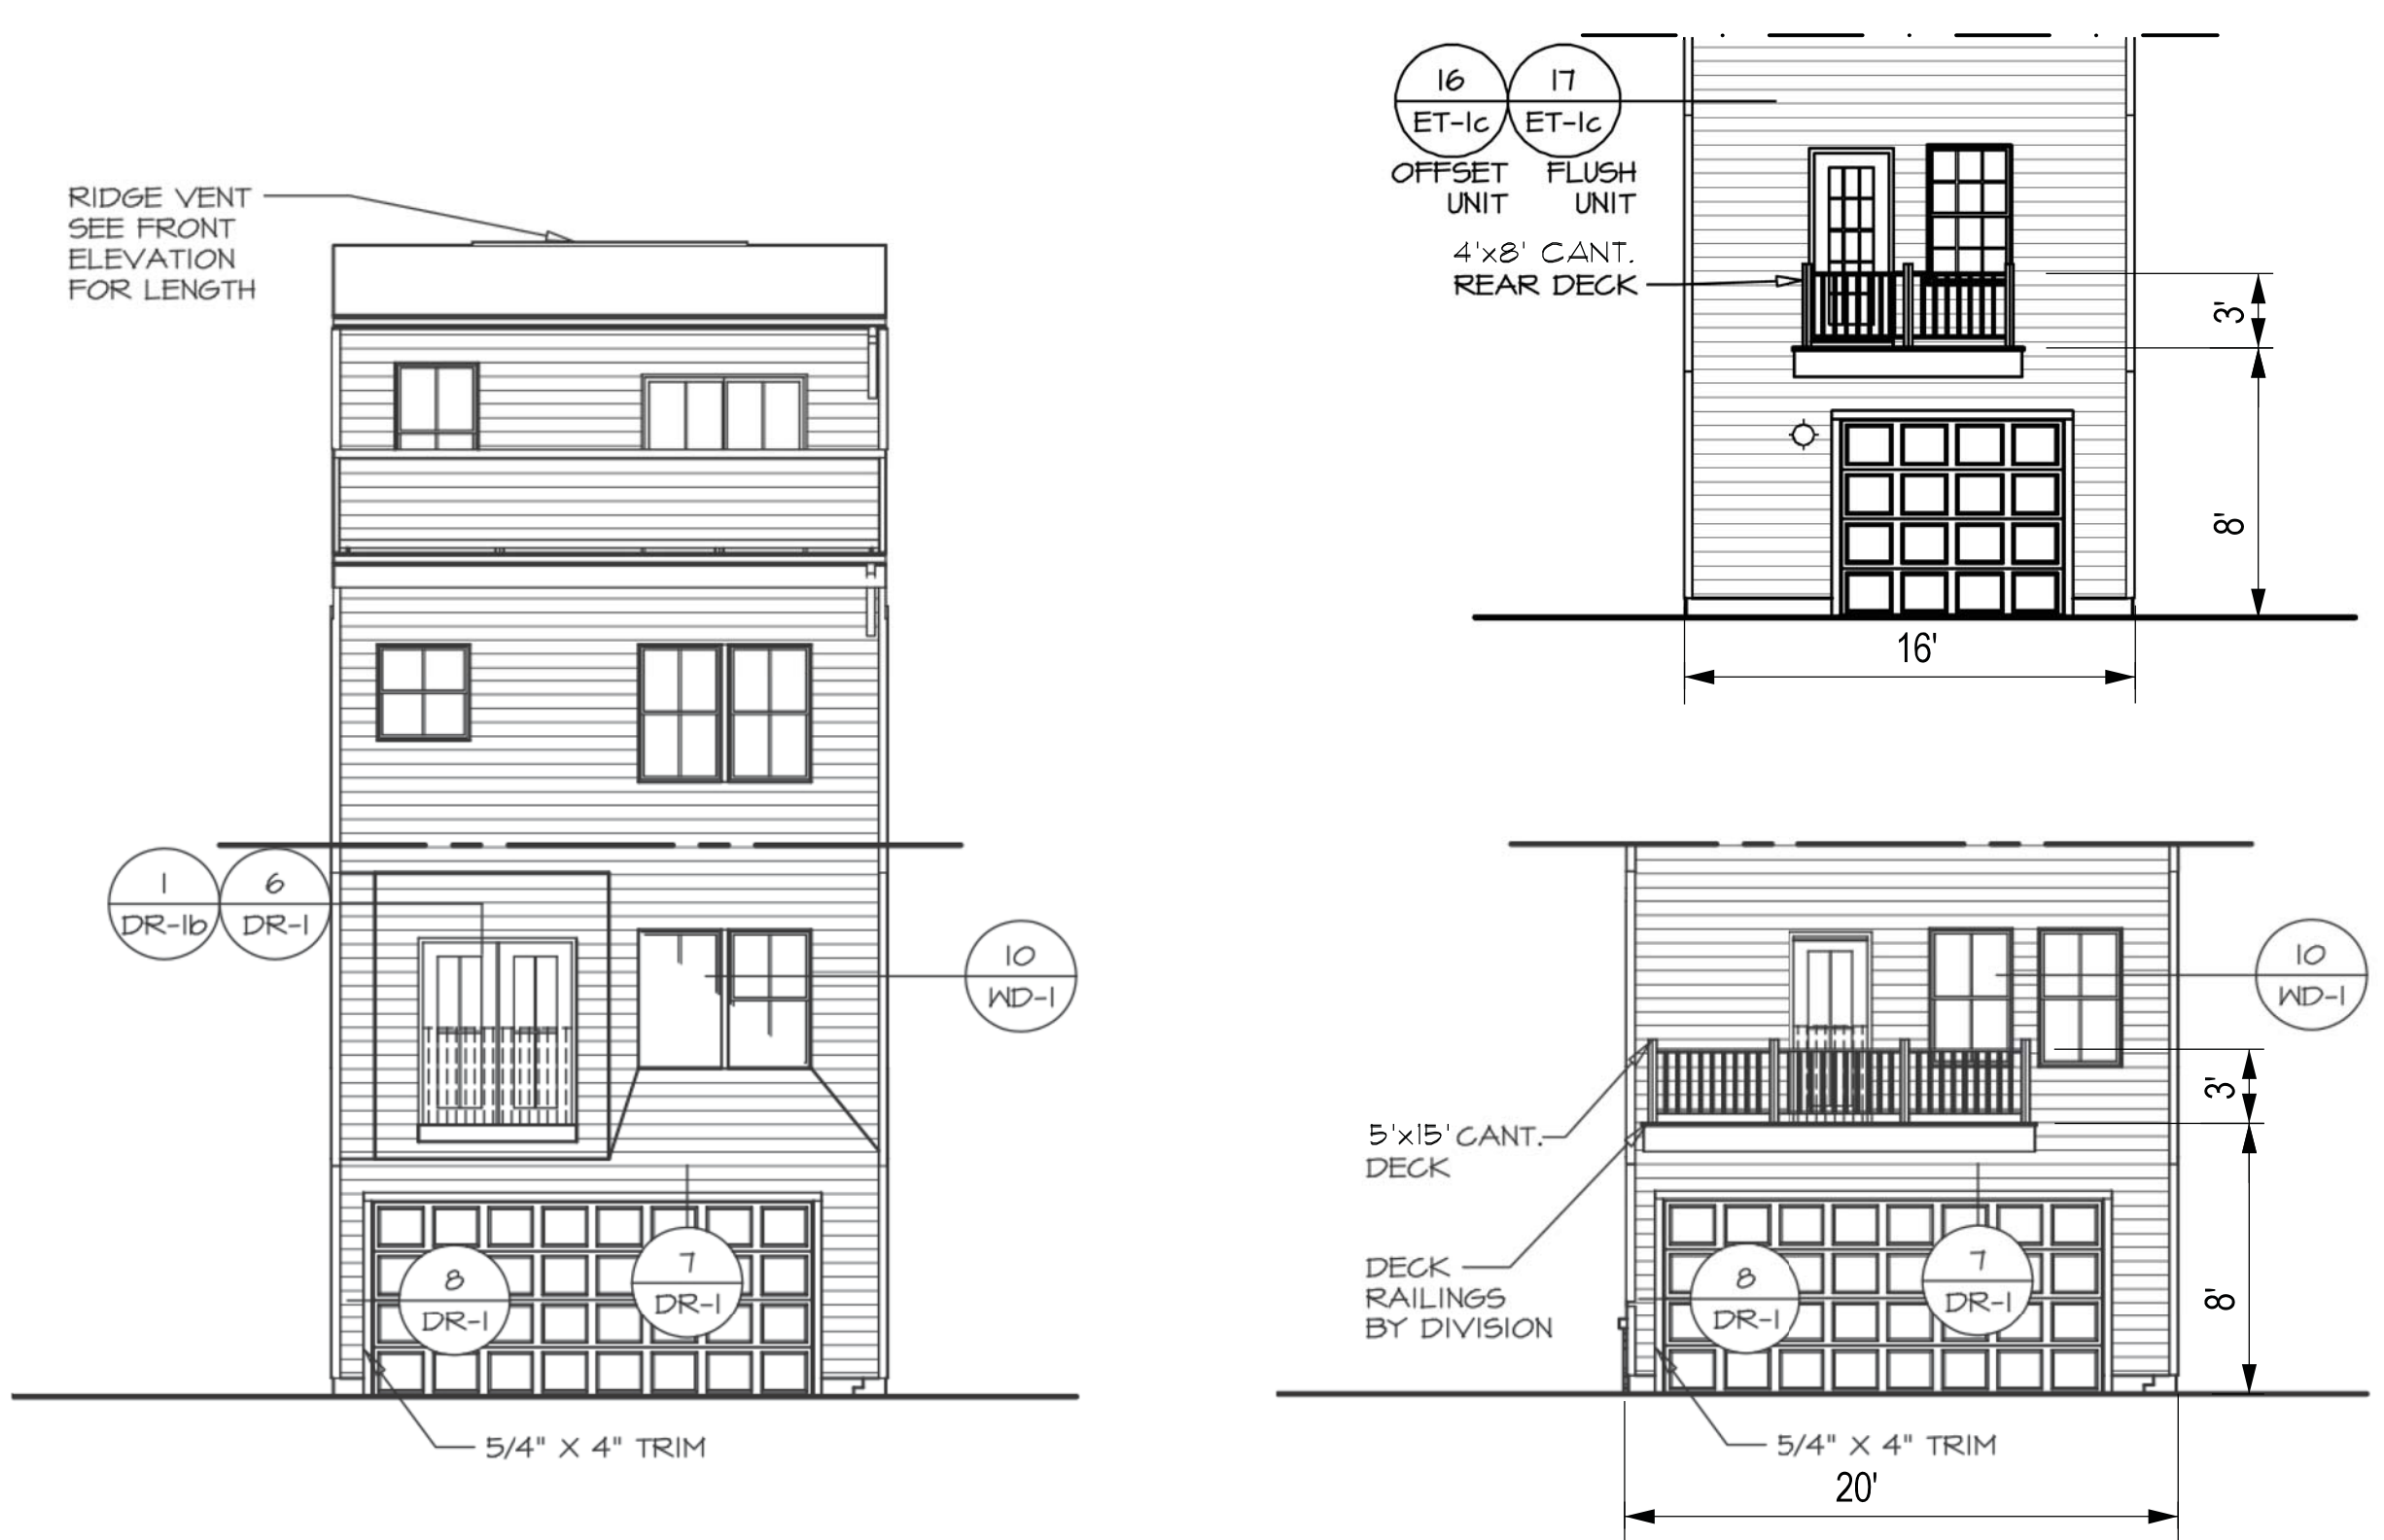 RIDGE VENT
SEE FRONT
ELEVATION
FOR LENGTH
1
DR-1b
6
DR-1
10
WD-1
8
DR-1
7
DR-1
5/4" X 4" TRIM
16
ET-1c
17
ET-1c
OFFSET
UNIT
FLUSH
UNIT
4'x8' CANT.
REAR DECK
3'
8'
16'
10
WD-1
5'x15' CANT.
DECK
DECK
RAILINGS
BY DIVISION
8
DR-1
7
DR-1
3'
8'
5/4" X 4" TRIM
20'